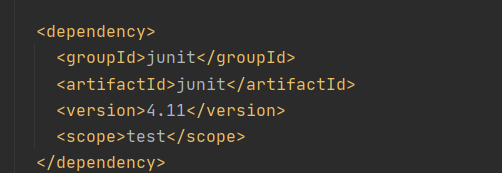 <dependency>
<groupId>junit</groupId>
<artifactId>junit</artifactId>
<version>4.11</version>
<scope>test</scope>
</dependency>